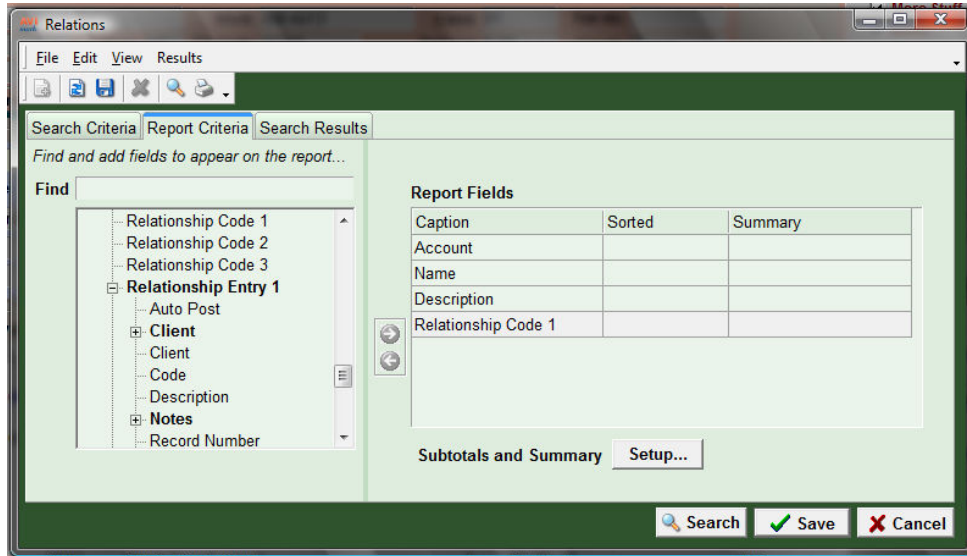 Relations
File Edit View Results
Search Criteria Report Criteria Search Results
Find and add fields to appear on the report...
Find
Relationship Code 1
Relationship Code 2
Relationship Code 3
Relationship Entry 1
Auto Post
Client
Client
Code
Description
Notes
Record Number
Report Fields
Caption Sorted Summary
Account
Name
Description
Relationship Code 1
Subtotals and Summary Setup...
Search Save Cancel